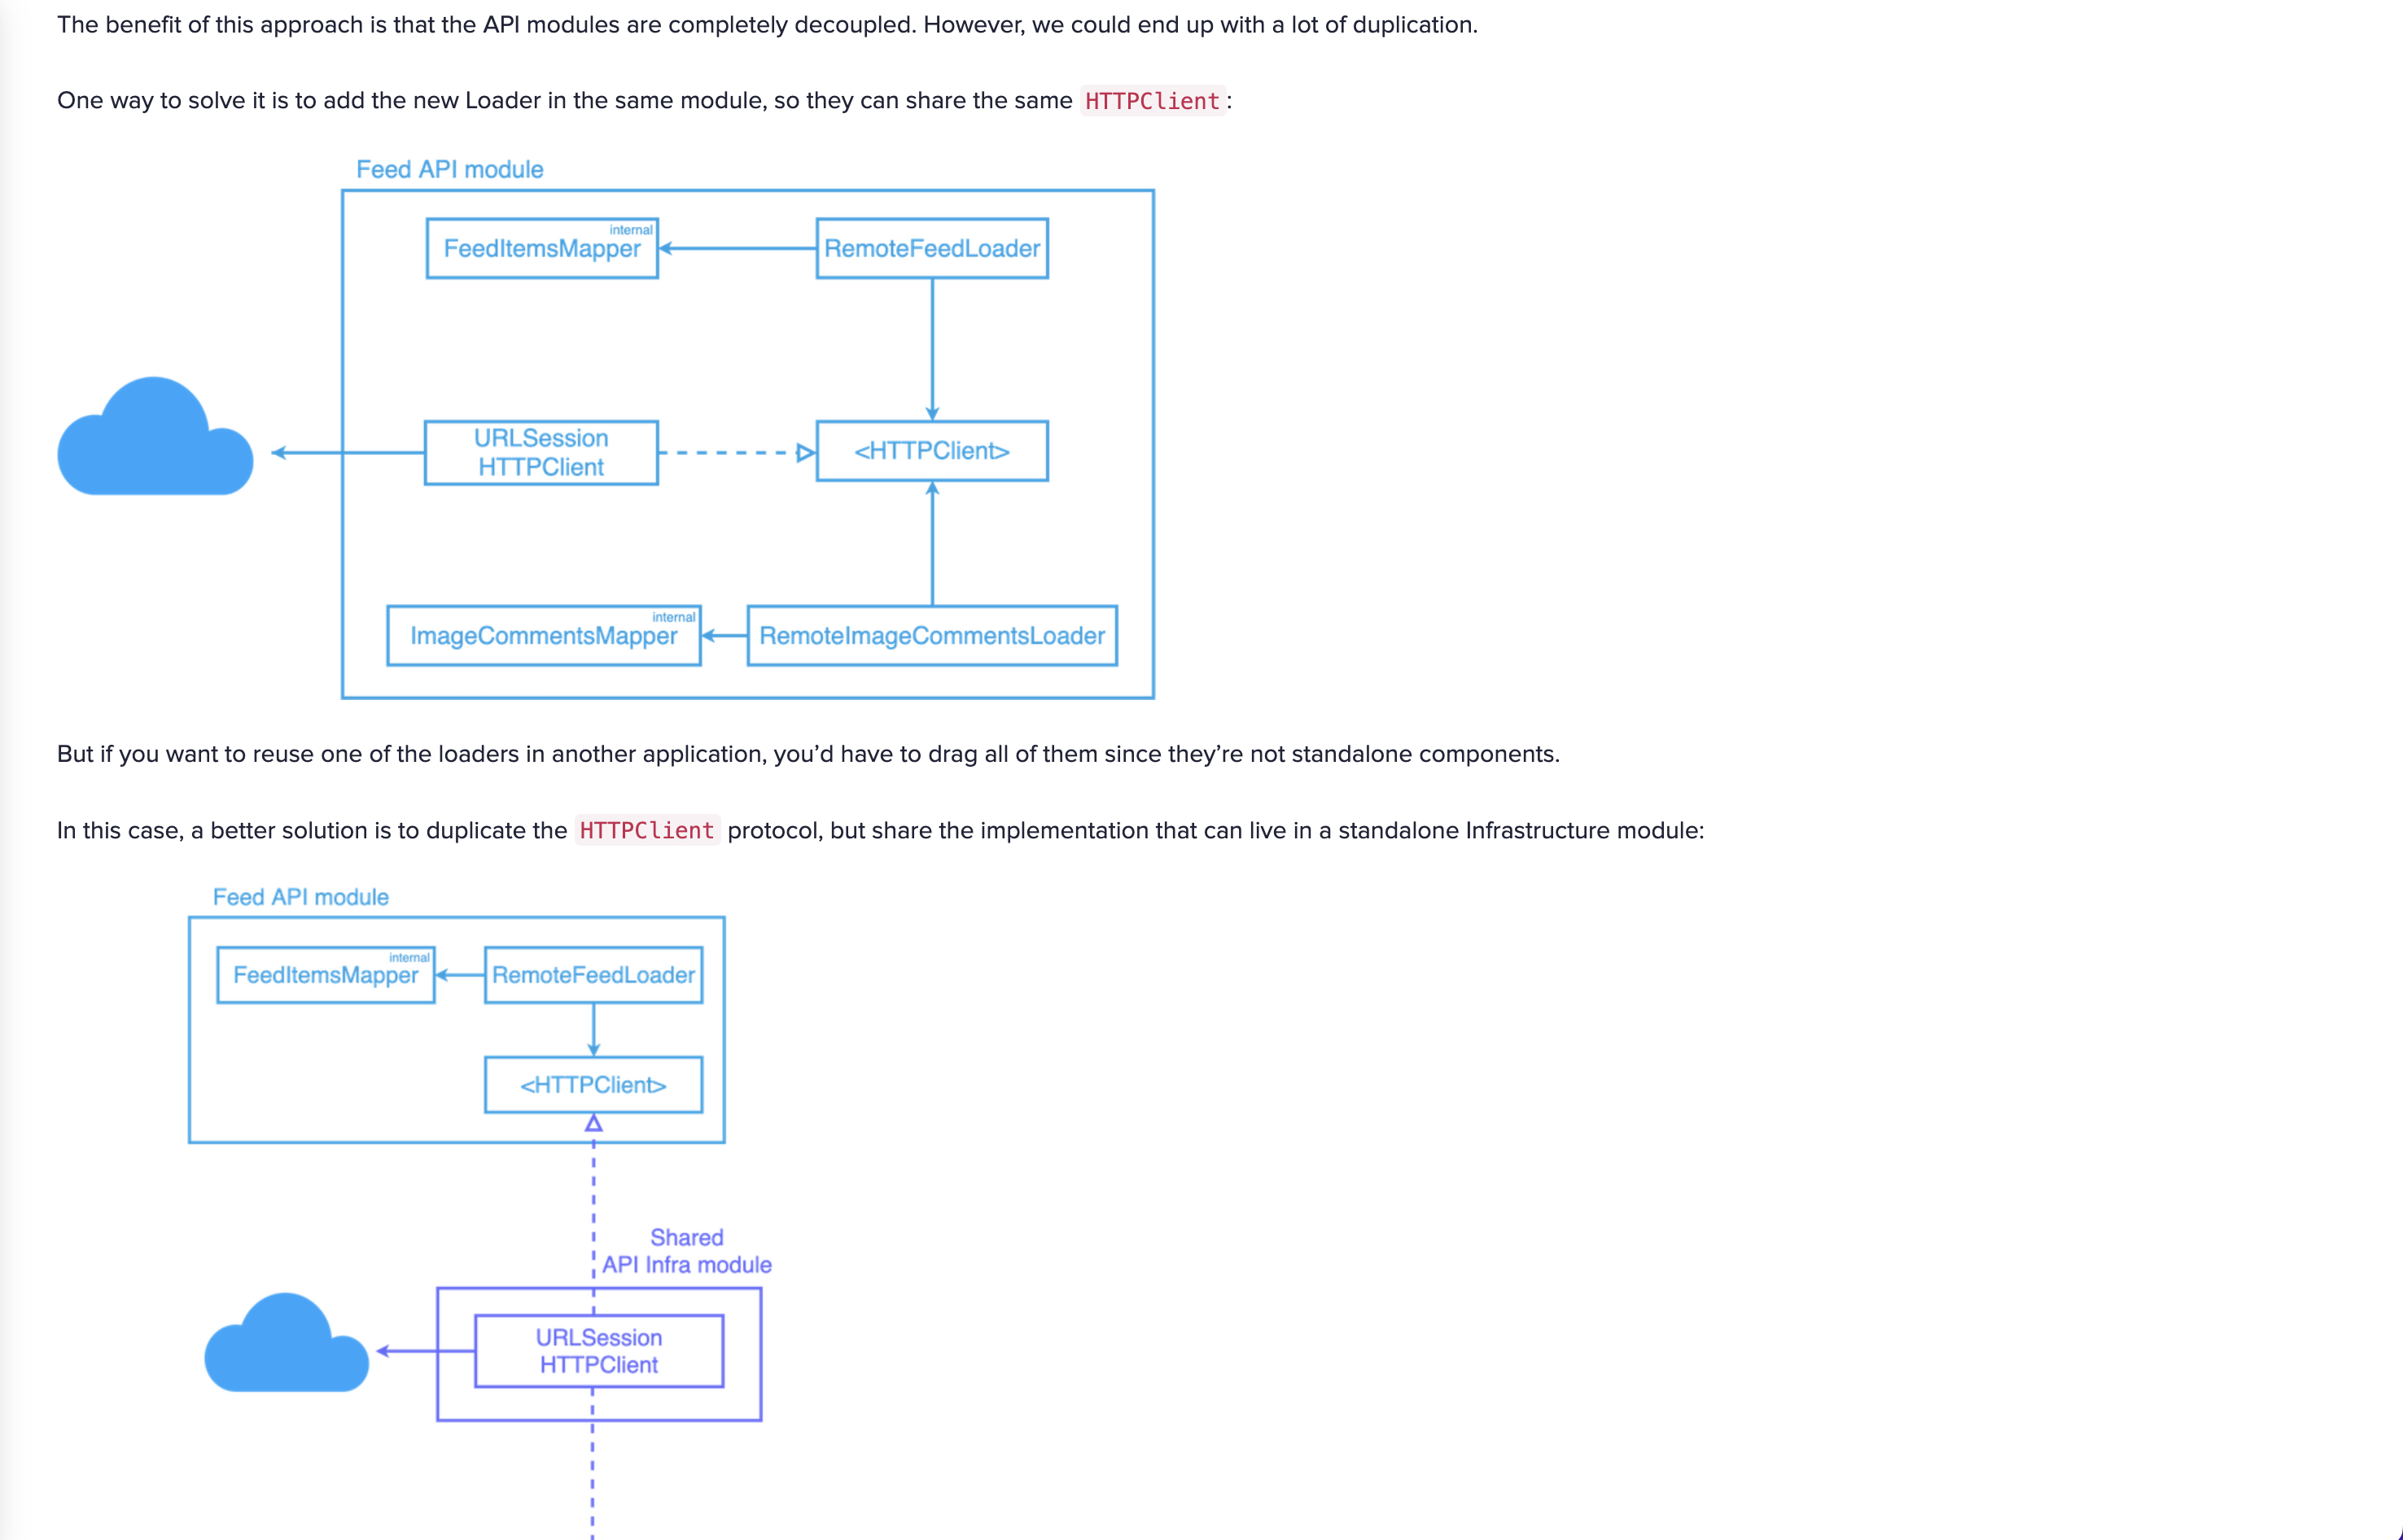 The benefit of this approach is that the API modules are completely decoupled. However, we could end up with a lot of duplication.
One way to solve it is to add the new Loader in the same module, so they can share the same HTTPClient:
Feed API module
internal
FeedItemsMapper
RemoteFeedLoader
URLSession
HTTPClient
<HTTPClient>
internal
ImageCommentsMapper
RemoteImageCommentsLoader
But if you want to reuse one of the loaders in another application, you’d have to drag all of them since they’re not standalone components.
In this case, a better solution is to duplicate the HTTPClient protocol, but share the implementation that can live in a standalone Infrastructure module:
Feed API module
internal
FeedItemsMapper
RemoteFeedLoader
<HTTPClient>
Shared
API Infra module
URLSession
HTTPClient